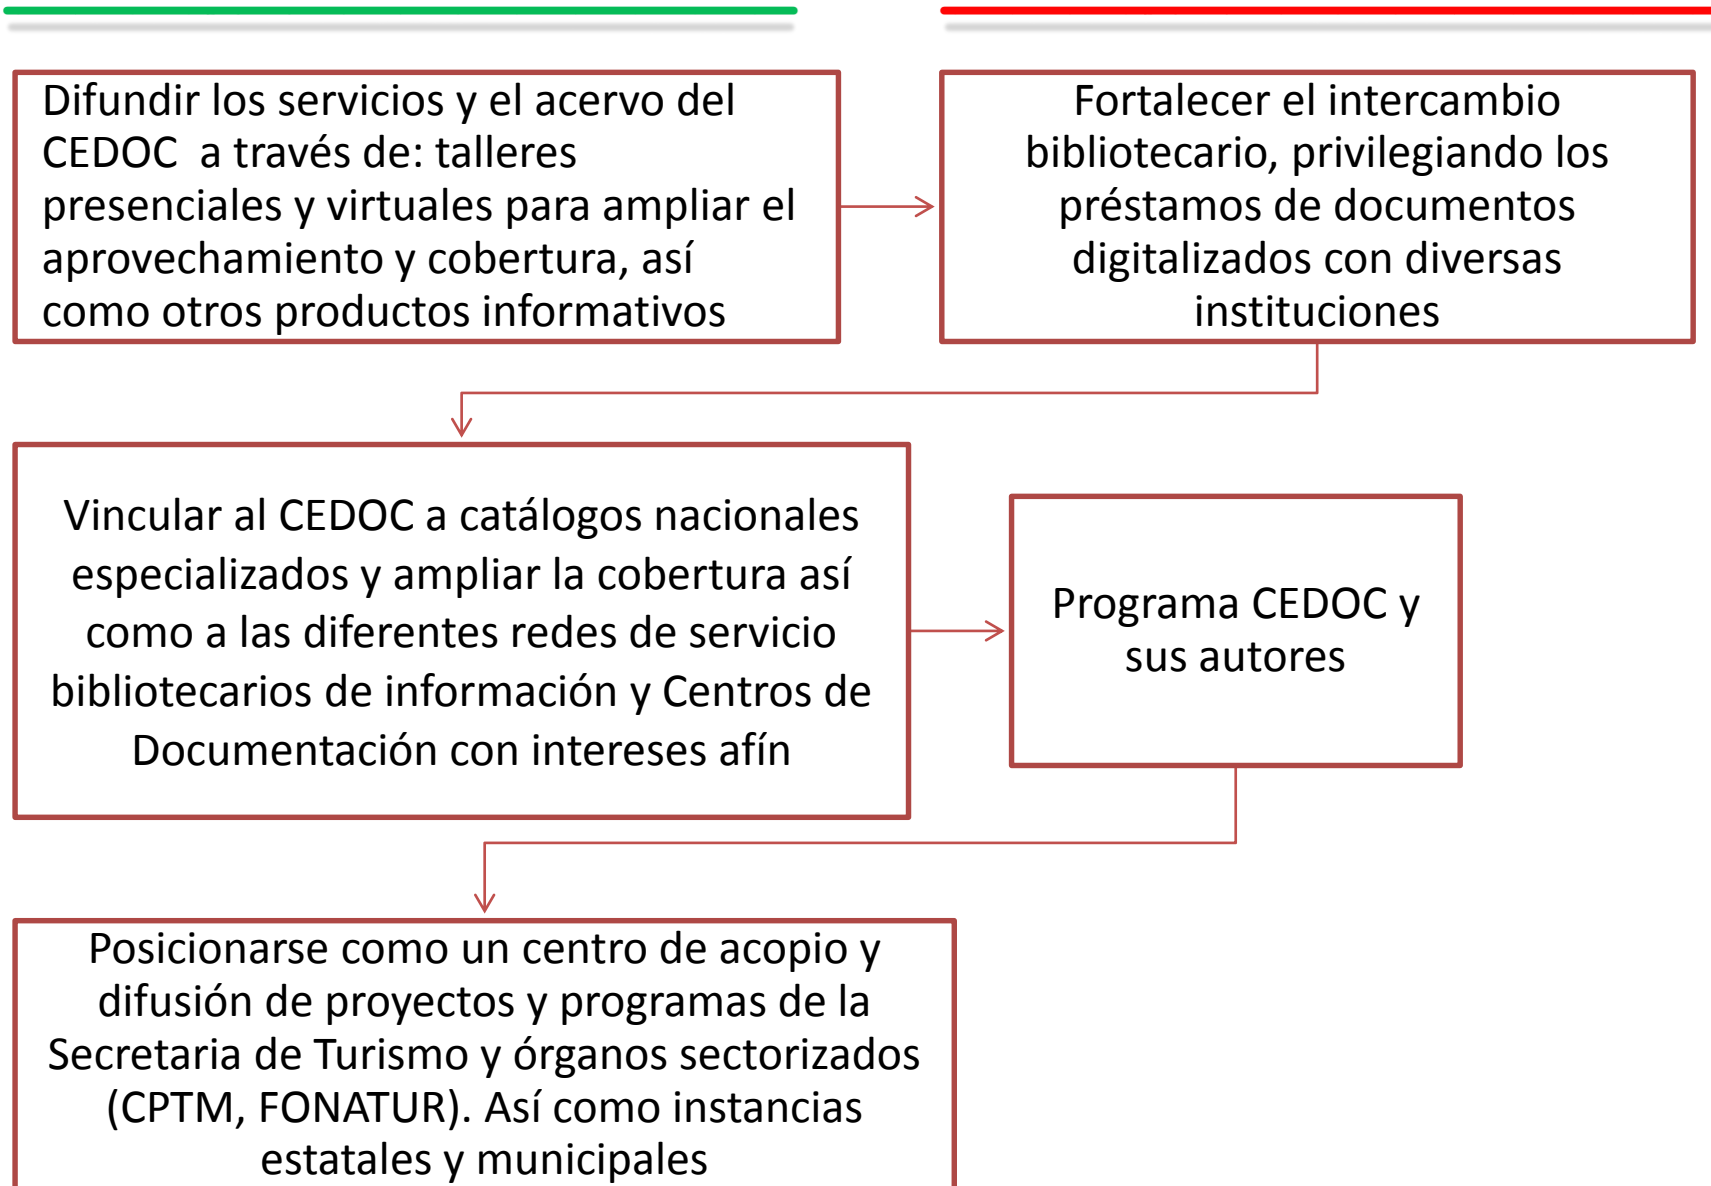 Difundir los servicios y el acervo del
CEDOC  a través de: talleres
presenciales y virtuales para ampliar el
aprovechamiento y cobertura, así
como otros productos informativos
Fortalecer el intercambio
bibliotecario, privilegiando los
préstamos de documentos
digitalizados con diversas
instituciones
Vincular al CEDOC a catálogos nacionales
especializados y ampliar la cobertura así
como a las diferentes redes de servicio
bibliotecarios de información y Centros de
Documentación con intereses afín
Programa CEDOC y
sus autores
Posicionarse como un centro de acopio y
difusión de proyectos y programas de la
Secretaria de Turismo y órganos sectorizados
(CPTM, FONATUR). Así como instancias
estatales y municipales